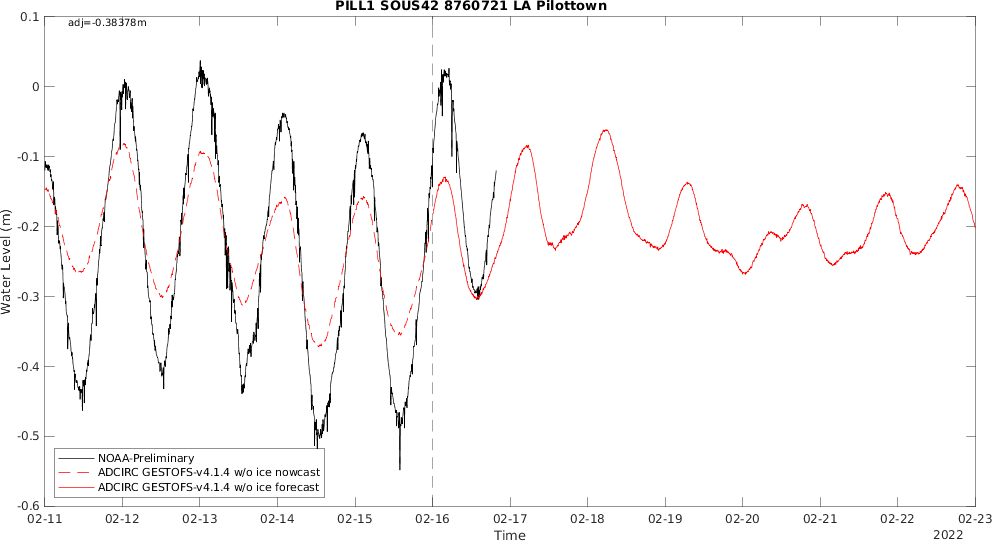 PILL1 SOUS42 8760721 LA Pilottown
adj=-0.38378m
0.1
0
-0.1
-0.2
-0.3
-0.4
-0.5
-0.6
Water Level (m)
NOAA-Preliminary
ADCIRC GESTOFS-v4.1.4 w/o ice nowcast
ADCIRC GESTOFS-v4.1.4 w/o ice forecast
02-11 02-12 02-13 02-14 02-15 02-16 02-17 02-18 02-19 02-20 02-21 02-22 02-23
Time
2022